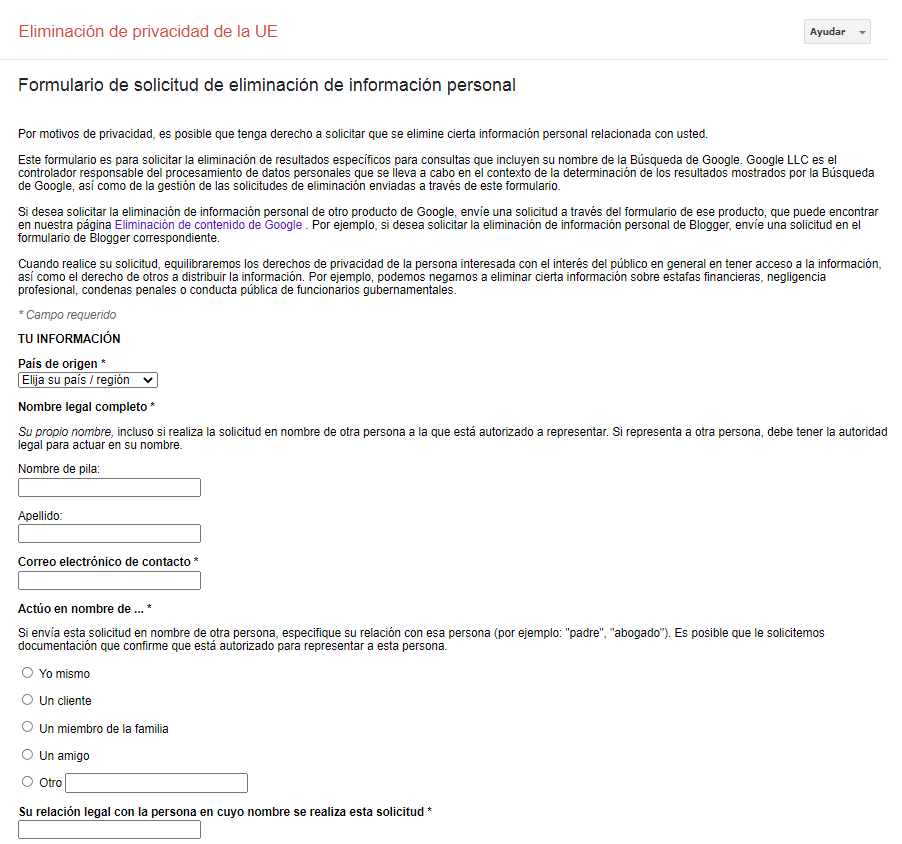 Eliminación de privacidad de la UE
Ayudar
Formulario de solicitud de eliminación de información personal
Por motivos de privacidad, es posible que tenga derecho a solicitar que se elimine cierta información personal relacionada con usted.
Este formulario es para solicitar la eliminación de resultados específicos para consultas que incluyen su nombre de la Búsqueda de Google. Google LLC es el
controlador responsable del procesamiento de datos personales que se lleva a cabo en el contexto de la determinación de los resultados mostrados por la Búsqueda
de Google, así como de la gestión de las solicitudes de eliminación enviadas a través de este formulario.
Si desea solicitar la eliminación de información personal de otro producto de Google, envíe una solicitud a través del formulario de ese producto, que puede encontrar
en nuestra página Eliminación de contenido de Google . Por ejemplo, si desea solicitar la eliminación de información personal de Blogger, envíe una solicitud en el
formulario de Blogger correspondiente.
Cuando realice su solicitud, equilibraremos los derechos de privacidad de la persona interesada con el interés del público en general en tener acceso a la información,
así como el derecho de otros a distribuir la información. Por ejemplo, podemos negarnos a eliminar cierta información sobre estafas financieras, negligencia
profesional, condenas penales o conducta pública de funcionarios gubernamentales.
* Campo requerido
TU INFORMACIÓN
País de origen *
Elija su país / región
Nombre legal completo *
Su propio nombre, incluso si realiza la solicitud en nombre de otra persona a la que está autorizado a representar. Si representa a otra persona, debe tener la autoridad
legal para actuar en su nombre.
Nombre de pila:
Apellido:
Correo electrónico de contacto *
Actúo en nombre de ... *
Si envía esta solicitud en nombre de otra persona, especifique su relación con esa persona (por ejemplo: "padre", "abogado"). Es posible que le solicitemos
documentación que confirme que está autorizado para representar a esta persona.
Yo mismo
Un cliente
Un miembro de la familia
Un amigo
Otro
Su relación legal con la persona en cuyo nombre se realiza esta solicitud *